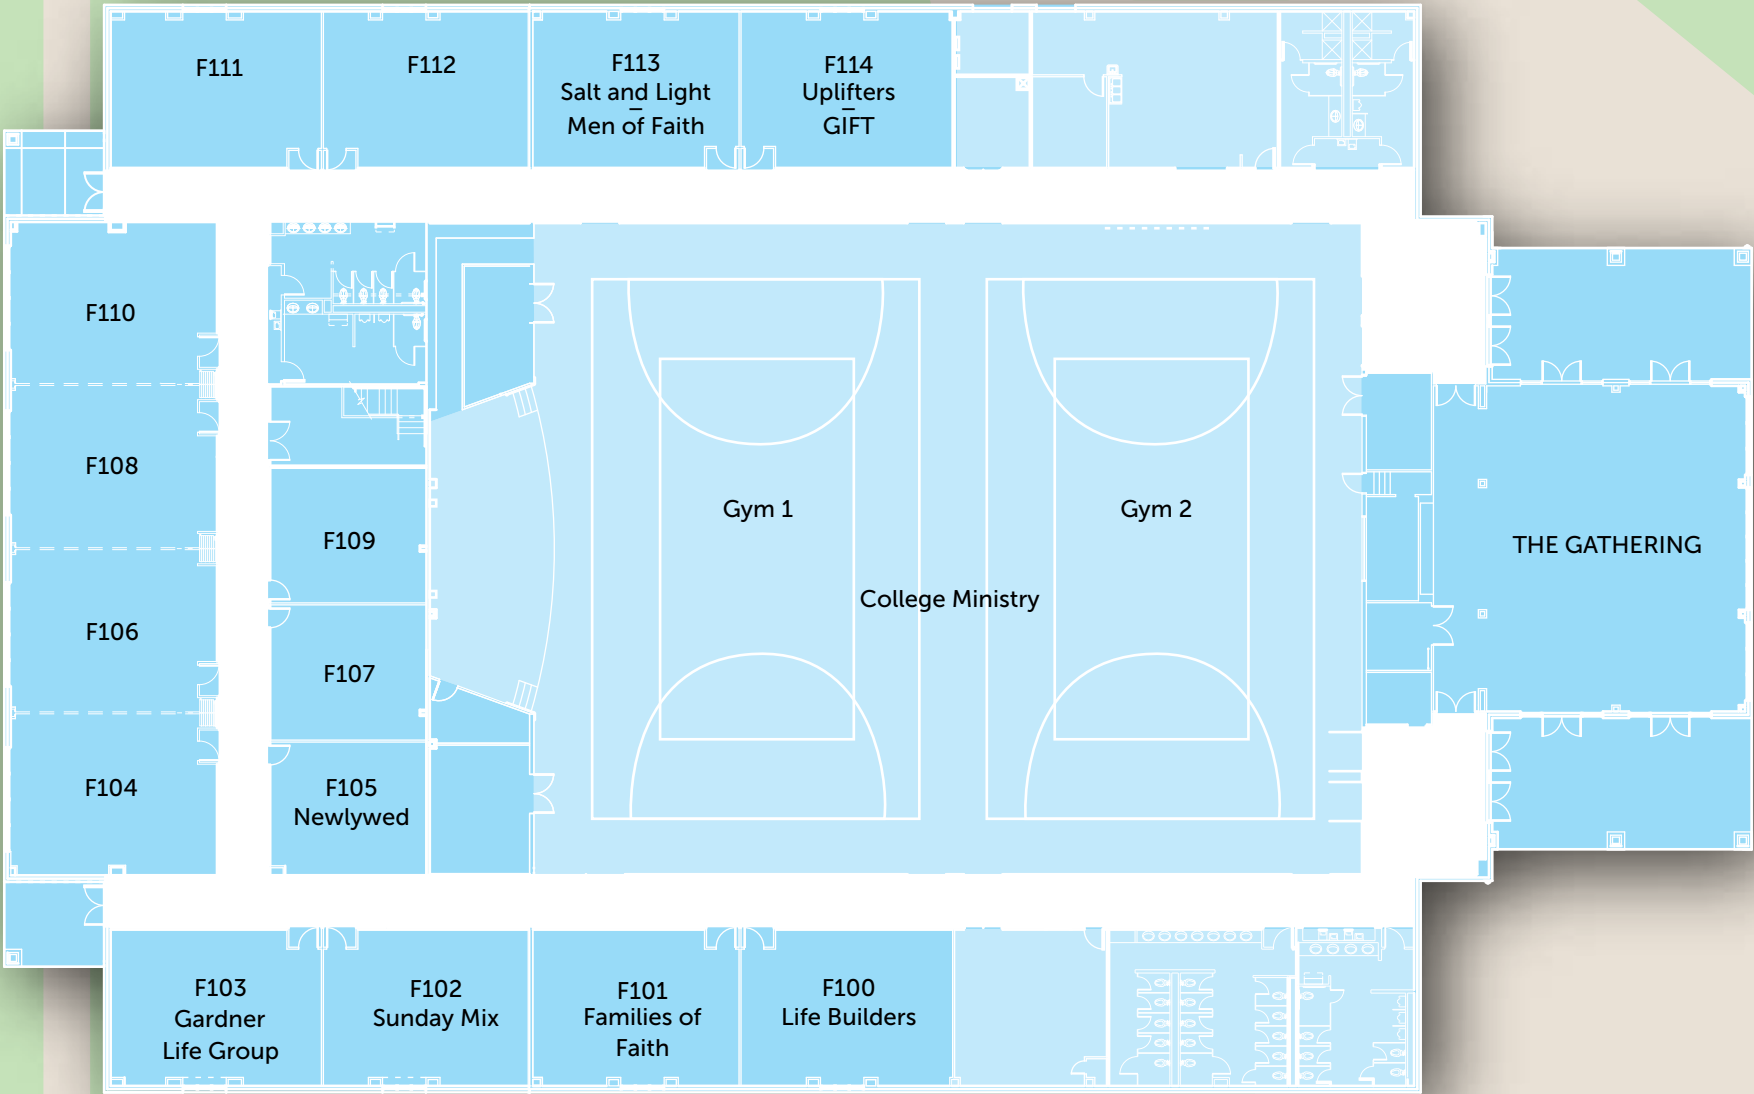 F111
F112
F113
Salt and Light
–
Men of Faith
F114
Uplifters
–
GIFT
F110
F108
F109
Gym 1
Gym 2
THE GATHERING
College Ministry
F106
F107
F104
F105
Newlywed
F103
Gardner
Life Group
F102
Sunday Mix
F101
Families of
Faith
F100
Life Builders